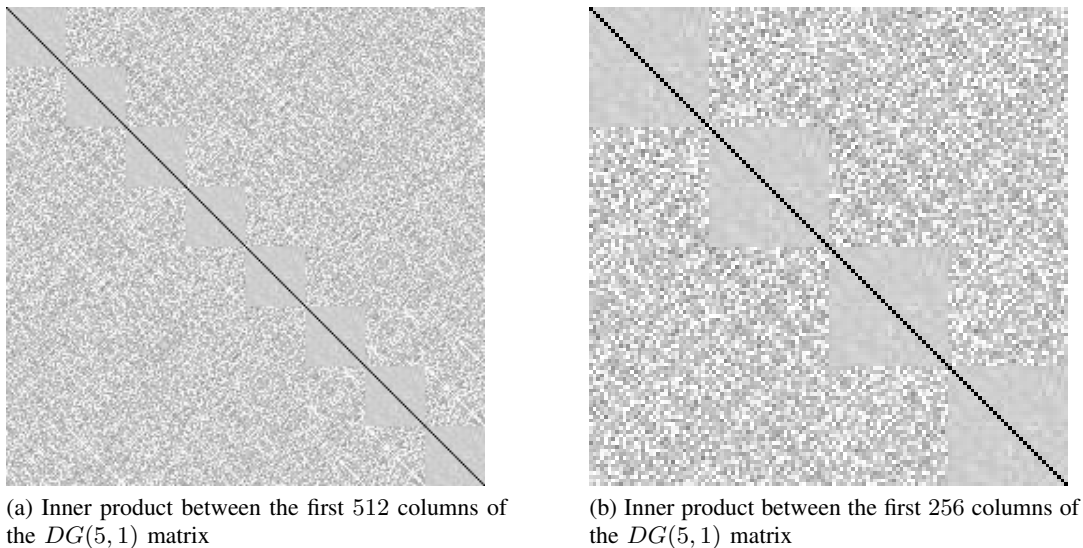 (a) Inner product between the first 512 columns of
the DG(5, 1) matrix
(b) Inner product between the first 256 columns of
the DG(5, 1) matrix